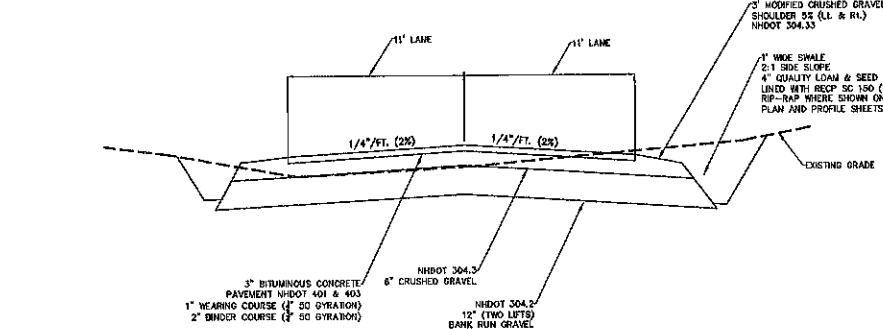 3' MODIFIED CRUSHED GRAVEL
SHOULDER 5% (Lt. & Rt.)
NHDOT 304.33
11' LANE
11' LANE
1' WIDE SWALE
2:1 SIDE SLOPE
4" QUALITY LOAM & SEED
LINED WITH RECP SC 150 (
RIP-RAP WHERE SHOWN ON
PLAN AND PROFILE SHEETS
1/4"/FT. (2%)
1/4"/FT. (2%)
EXISTING GRADE
3" BITUMINOUS CONCRETE
PAVEMENT NHDOT 401 & 403
1" WEARING COURSE ( 50 GYRATION)
2" BINDER COURSE ( 50 GYRATION)
NHDOT 304.3
6" CRUSHED GRAVEL
NHDOT 304.2
12" (TWO LIFTS)
BANK RUN GRAVEL